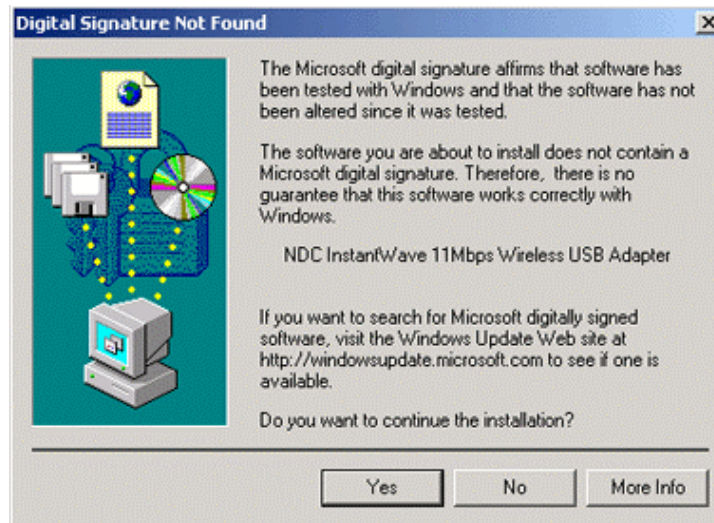 Digital Signature Not Found
The Microsoft digital signature affirms that software has
been tested with Windows and that the software has not
been altered since it was tested.
The software you are about to install does not contain a
Microsoft digital signature. Therefore, there is no
guarantee that this software works correctly with
Windows.
NDC InstantWave 11Mbps Wireless USB Adapter
If you want to search for Microsoft digitally signed
software, visit the Windows Update Web site at
http://windowsupdate.microsoft.com to see if one is
available.
Do you want to continue the installation?
Yes No More Info